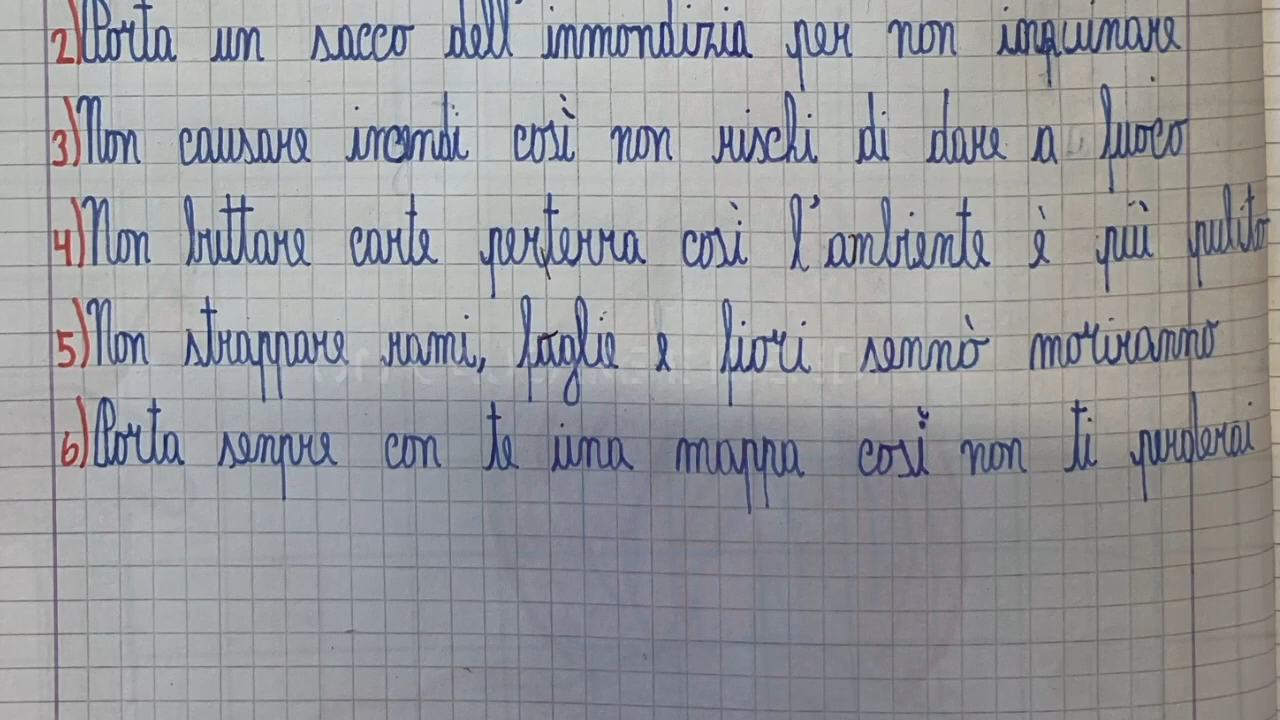 2) Porta un sacco dell'immondizia per non inquinare
3) Non causare incendi così non rischi di dare a fuoco
4) Non buttare carte perterra così l'ambiente è più pulito
5) Non strappare rami, foglie e fiori sennò moriranno
6) Porta sempre con te una mappa così non ti perderai